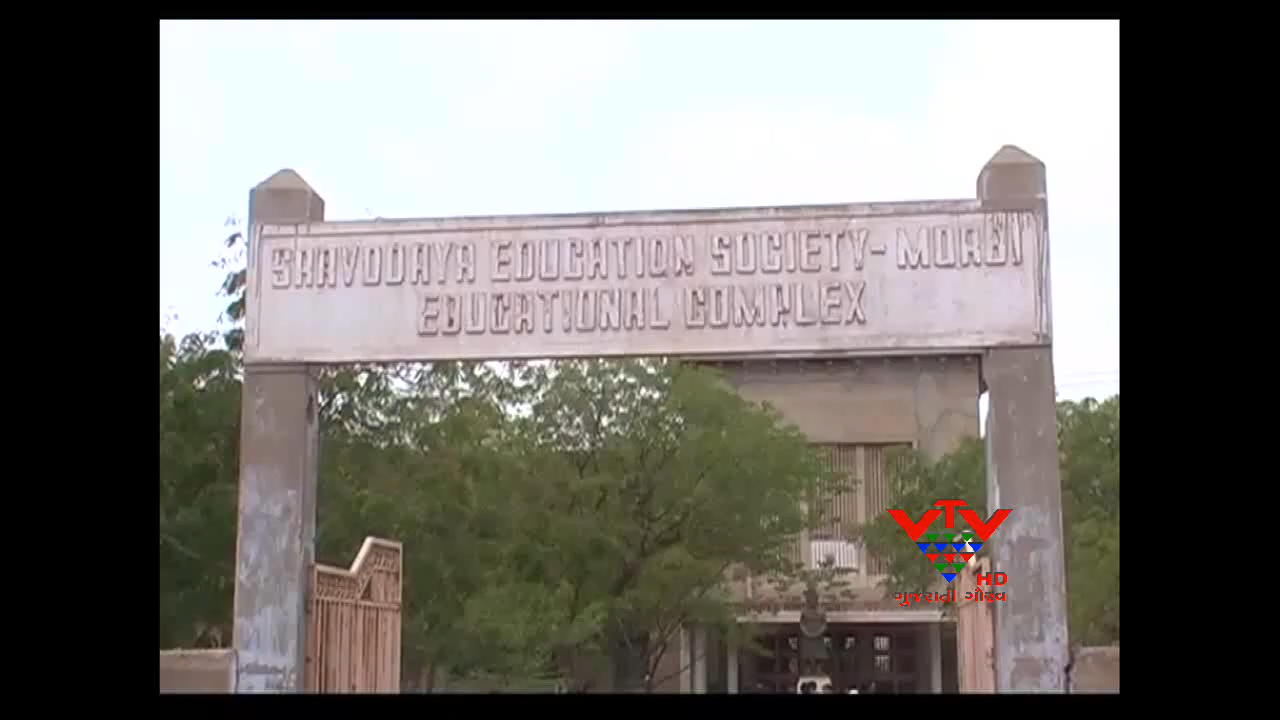 SARVODAYA EDUCATION SOCIETY-MORBI
EDUCATIONAL COMPLEX
VTV
HD
ગુજરાતી ગૌરવ